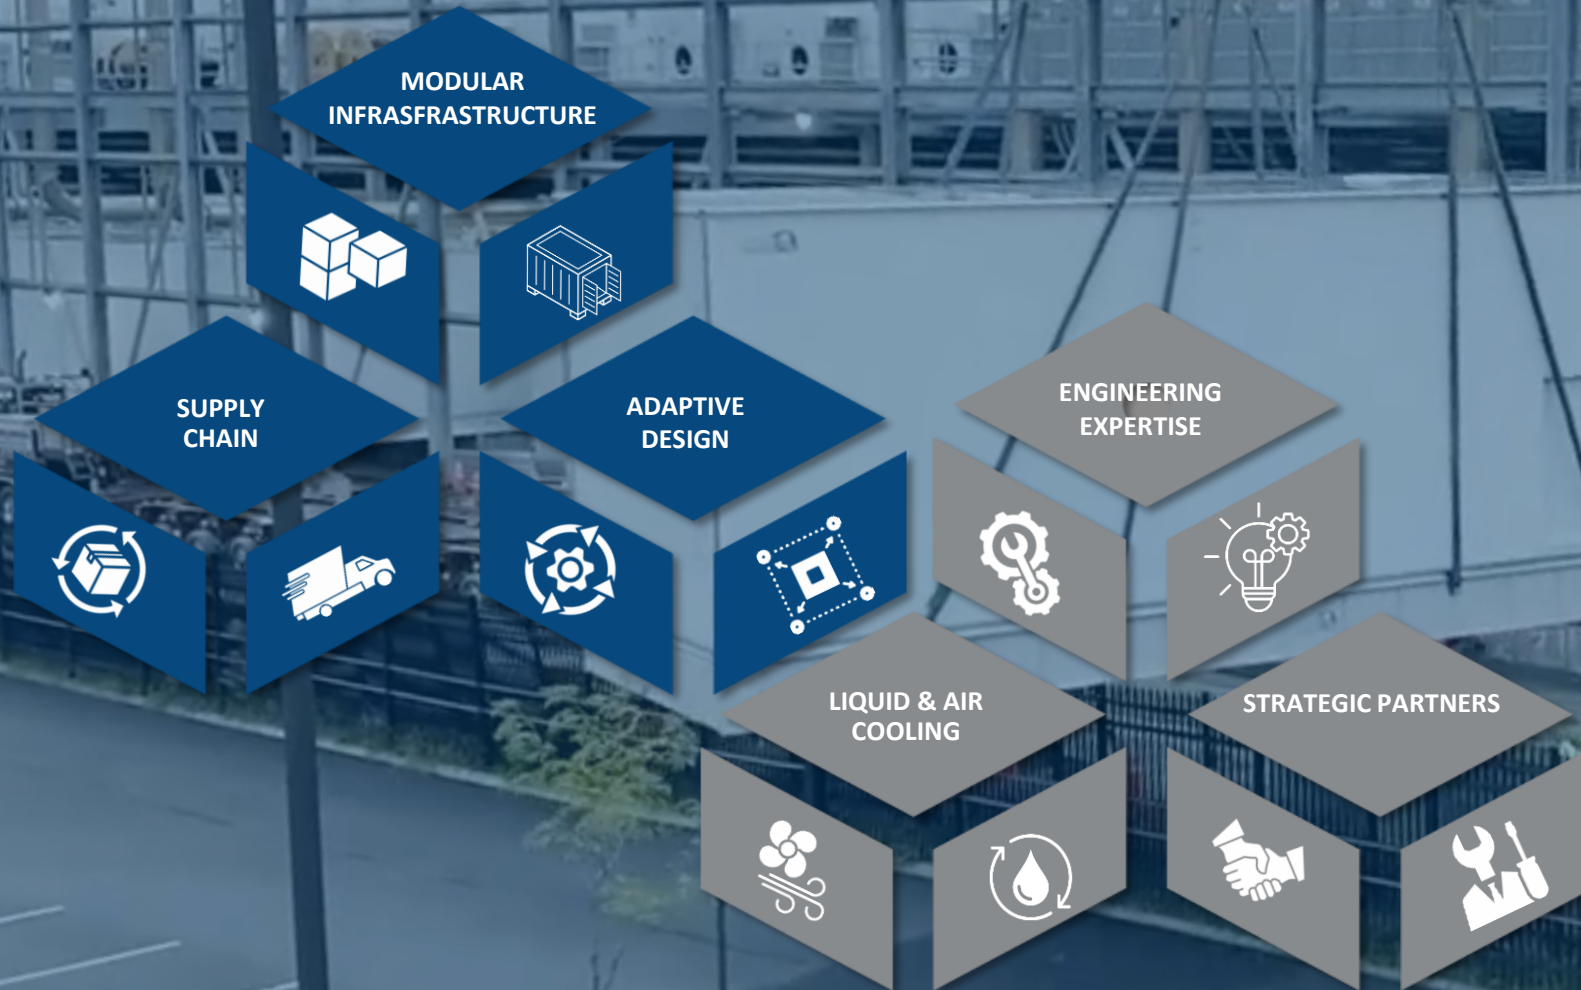 MODULAR
INFRASFRASTRUCTURE
SUPPLY
CHAIN
ADAPTIVE
DESIGN
ENGINEERING
EXPERTISE
LIQUID & AIR
COOLING
STRATEGIC PARTNERS